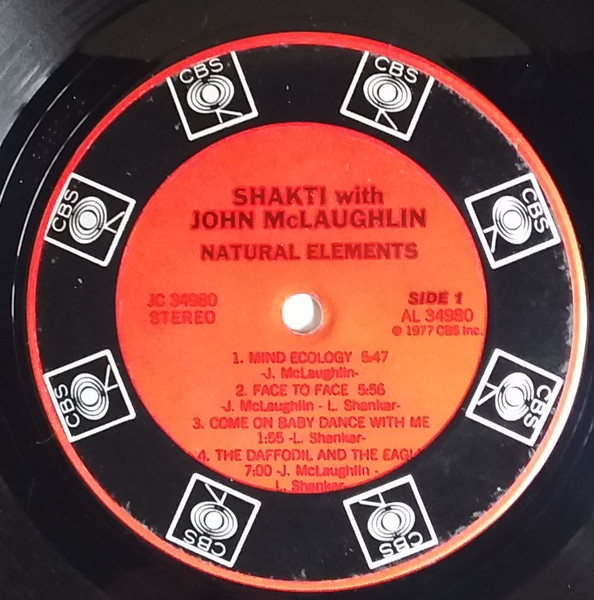 CBS
CBS
CBS
CBS
SHAKTI with
JOHN McLAUGHLIN
NATURAL ELEMENTS
JC 34980
STEREO
SIDE 1
AL 34980
© 1977 CBS Inc.
1. MIND ECOLOGY 5:47
-J. McLaughlin-
2. FACE TO FACE 5:56
-J. McLaughlin - L. Shankar-
3. COME ON BABY DANCE WITH ME
1:55 -L. Shankar-
4. THE DAFFODIL AND THE EAGL
7:00 -J. McLaughlin -
L. Shankar-
CBS
CBS
CBS
CBS